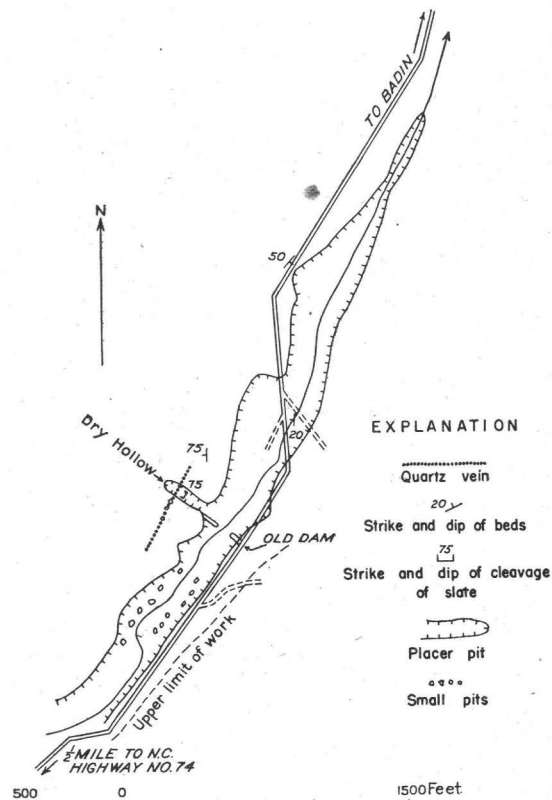 TO BADIN
N
50
20
Dry Hollow
75
75
OLD DAM
Upper limit of work
½ MILE TO N.C.
HIGHWAY NO. 74
EXPLANATION
Quartz vein
20
Strike and dip of beds
75
Strike and dip of cleavage
of slate
Placer pit
Small pits
500 0 1500 Feet